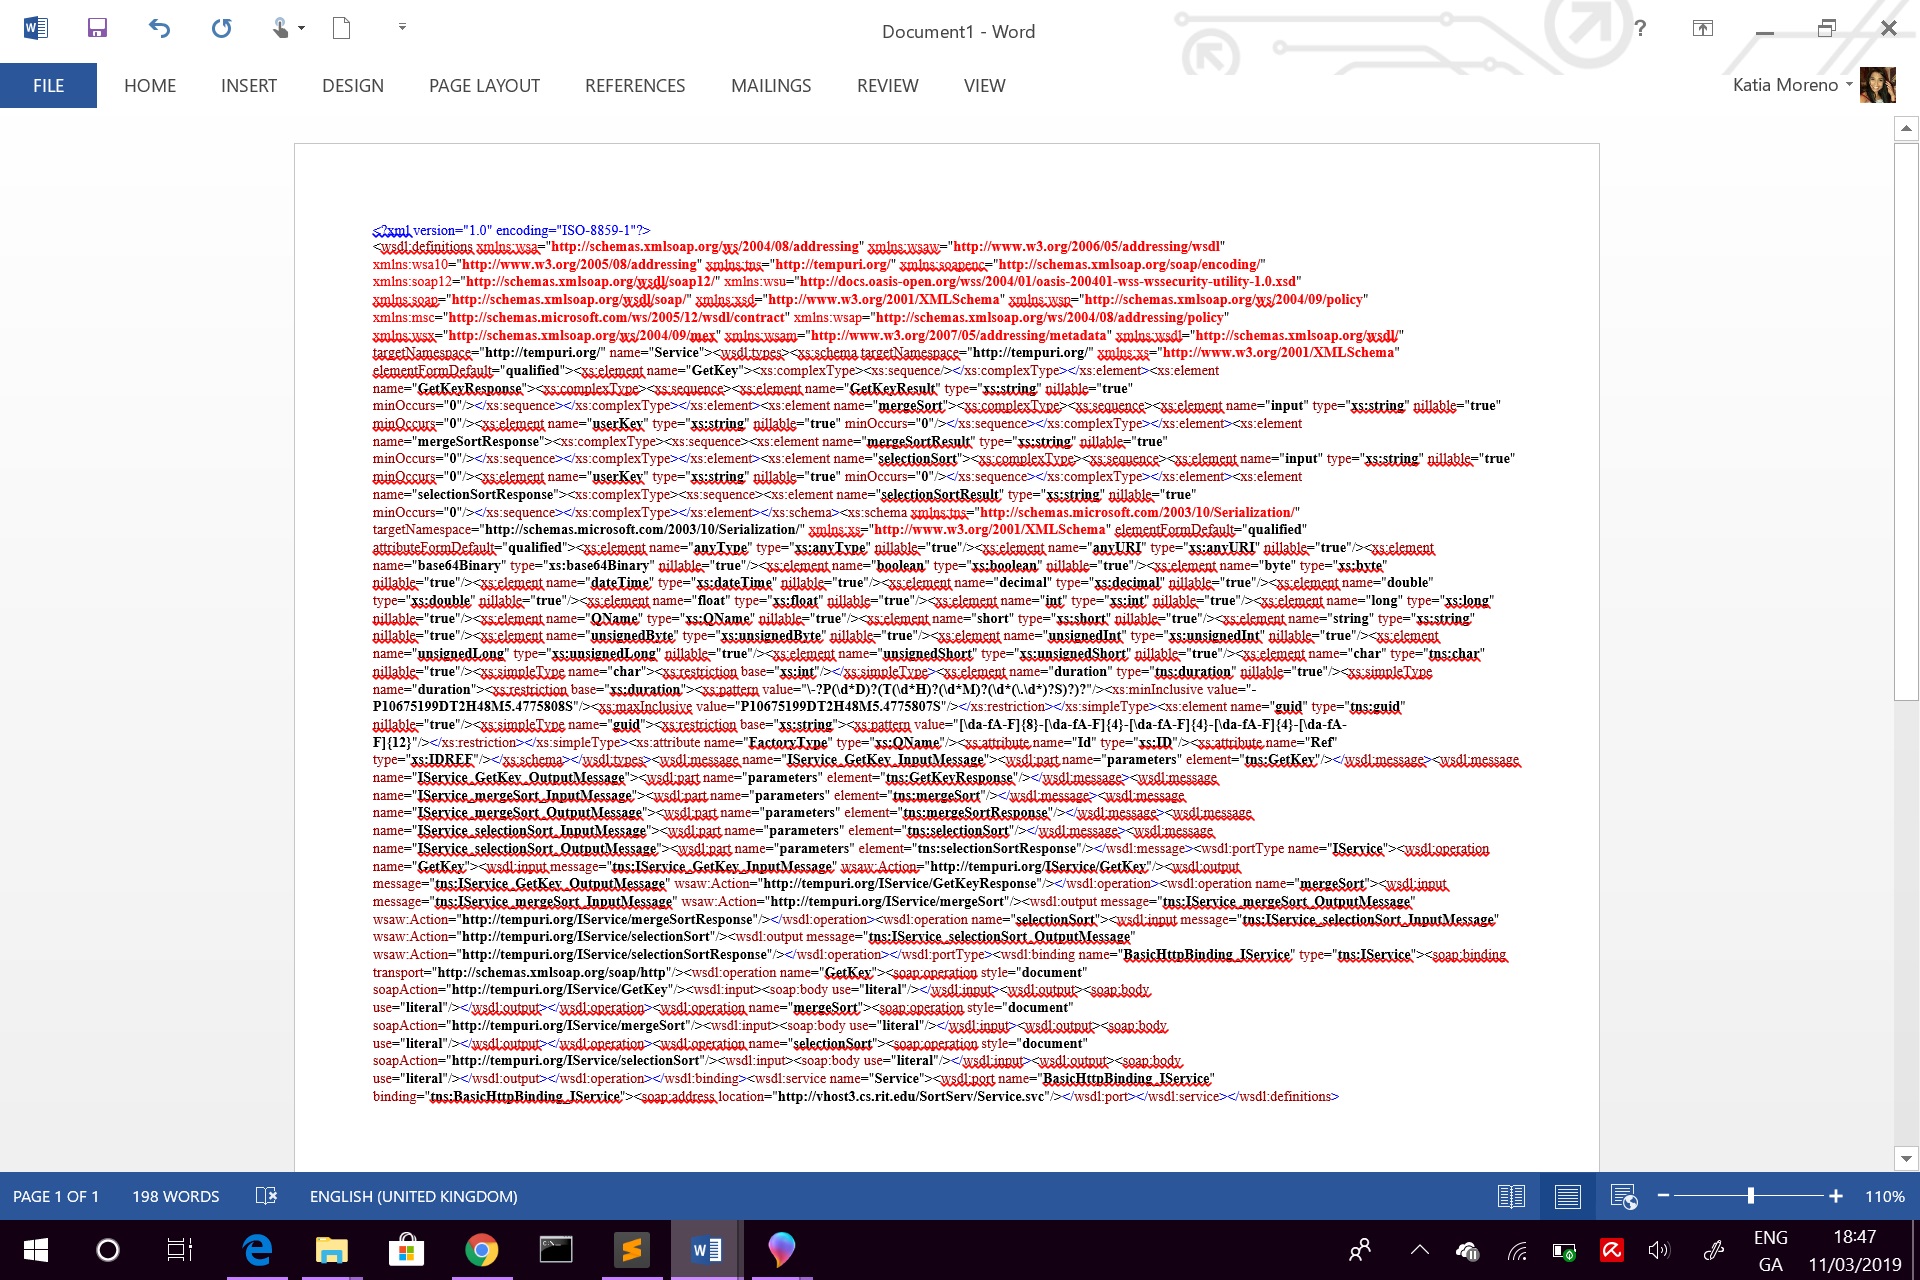 Document1 - Word
?
FILE
HOME
INSERT
DESIGN
PAGE LAYOUT
REFERENCES
MAILINGS
REVIEW
VIEW
Katia Moreno
<?xml version="1.0" encoding="ISO-8859-1"?>
<wsdl:definitions xmlns:wsa="http://schemas.xmlsoap.org/ws/2004/08/addressing" xmlns:wsaw="http://www.w3.org/2006/05/addressing/wsdl"
xmlns:wsa10="http://www.w3.org/2005/08/addressing" xmlns:tns="http://tempuri.org/" xmlns:soapenc="http://schemas.xmlsoap.org/soap/encoding/"
xmlns:soap12="http://schemas.xmlsoap.org/wsdl/soap12/" xmlns:wsu="http://docs.oasis-open.org/wss/2004/01/oasis-200401-wss-wssecurity-utility-1.0.xsd"
xmlns:soap="http://schemas.xmlsoap.org/wsdl/soap/" xmlns:xsd="http://www.w3.org/2001/XMLSchema" xmlns:wsp="http://schemas.xmlsoap.org/ws/2004/09/policy"
xmlns:msc="http://schemas.microsoft.com/ws/2005/12/wsdl/contract" xmlns:wsap="http://schemas.xmlsoap.org/ws/2004/08/addressing/policy"
xmlns:wsx="http://schemas.xmlsoap.org/ws/2004/09/mex" xmlns:wsam="http://www.w3.org/2007/05/addressing/metadata" xmlns:wsdl="http://schemas.xmlsoap.org/wsdl/"
targetNamespace="http://tempuri.org/" name="Service"><wsdl:types><xs:schema targetNamespace="http://tempuri.org/" xmlns:xs="http://www.w3.org/2001/XMLSchema"
elementFormDefault="qualified"><xs:element name="GetKey"><xs:complexType><xs:sequence/></xs:complexType></xs:element><xs:element
name="GetKeyResponse"><xs:complexType><xs:sequence><xs:element name="GetKeyResult" type="xs:string" nillable="true"
minOccurs="0"/></xs:sequence></xs:complexType></xs:element><xs:element name="mergeSort"><xs:complexType><xs:sequence><xs:element name="input" type="xs:string" nillable="true"
minOccurs="0"/><xs:element name="userKey" type="xs:string" nillable="true" minOccurs="0"/></xs:sequence></xs:complexType></xs:element><xs:element
name="mergeSortResponse"><xs:complexType><xs:sequence><xs:element name="mergeSortResult" type="xs:string" nillable="true"
minOccurs="0"/></xs:sequence></xs:complexType></xs:element><xs:element name="selectionSort"><xs:complexType><xs:sequence><xs:element name="input" type="xs:string" nillable="true"
minOccurs="0"/><xs:element name="userKey" type="xs:string" nillable="true" minOccurs="0"/></xs:sequence></xs:complexType></xs:element><xs:element
name="selectionSortResponse"><xs:complexType><xs:sequence><xs:element name="selectionSortResult" type="xs:string" nillable="true"
minOccurs="0"/></xs:sequence></xs:complexType></xs:element></xs:schema><xs:schema xmlns:tns="http://schemas.microsoft.com/2003/10/Serialization/"
targetNamespace="http://schemas.microsoft.com/2003/10/Serialization/" xmlns:xs="http://www.w3.org/2001/XMLSchema" elementFormDefault="qualified"
attributeFormDefault="qualified"><xs:element name="anyType" type="xs:anyType" nillable="true"/><xs:element name="anyURI" type="xs:anyURI" nillable="true"/><xs:element
name="base64Binary" type="xs:base64Binary" nillable="true"/><xs:element name="boolean" type="xs:boolean" nillable="true"/><xs:element name="byte" type="xs:byte"
nillable="true"/><xs:element name="dateTime" type="xs:dateTime" nillable="true"/><xs:element name="decimal" type="xs:decimal" nillable="true"/><xs:element name="double"
type="xs:double" nillable="true"/><xs:element name="float" type="xs:float" nillable="true"/><xs:element name="int" type="xs:int" nillable="true"/><xs:element name="long" type="xs:long"
nillable="true"/><xs:element name="QName" type="xs:QName" nillable="true"/><xs:element name="short" type="xs:short" nillable="true"/><xs:element name="string" type="xs:string"
nillable="true"/><xs:element name="unsignedByte" type="xs:unsignedByte" nillable="true"/><xs:element name="unsignedInt" type="xs:unsignedInt" nillable="true"/><xs:element
name="unsignedLong" type="xs:unsignedLong" nillable="true"/><xs:element name="unsignedShort" type="xs:unsignedShort" nillable="true"/><xs:element name="char" type="tns:char"
nillable="true"/><xs:simpleType name="char"><xs:restriction base="xs:int"/></xs:simpleType><xs:element name="duration" type="tns:duration" nillable="true"/><xs:simpleType
name="duration"><xs:restriction base="xs:duration"><xs:pattern value="\-?P(\d*D)?(T(\d*H)?(\d*M)?(\d*(\.\d*)?S)?)?"/><xs:minInclusive value="-
P10675199DT2H48M5.4775808S"/><xs:maxInclusive value="P10675199DT2H48M5.4775807S"/></xs:restriction></xs:simpleType><xs:element name="guid" type="tns:guid"
nillable="true"/><xs:simpleType name="guid"><xs:restriction base="xs:string"><xs:pattern value="[\da-fA-F]{8}-[\da-fA-F]{4}-[\da-fA-F]{4}-[\da-fA-F]{4}-[\da-fA-
F]{12}"/></xs:restriction></xs:simpleType><xs:attribute name="FactoryType" type="xs:QName"/><xs:attribute name="Id" type="xs:ID"/><xs:attribute name="Ref"
type="xs:IDREF"/></xs:schema></wsdl:types><wsdl:message name="IService_GetKey_InputMessage"><wsdl:part name="parameters" element="tns:GetKey"/></wsdl:message><wsdl:message
name="IService_GetKey_OutputMessage"><wsdl:part name="parameters" element="tns:GetKeyResponse"/></wsdl:message><wsdl:message
name="IService_mergeSort_InputMessage"><wsdl:part name="parameters" element="tns:mergeSort"/></wsdl:message><wsdl:message
name="IService_mergeSort_OutputMessage"><wsdl:part name="parameters" element="tns:mergeSortResponse"/></wsdl:message><wsdl:message
name="IService_selectionSort_InputMessage"><wsdl:part name="parameters" element="tns:selectionSort"/></wsdl:message><wsdl:message
name="IService_selectionSort_OutputMessage"><wsdl:part name="parameters" element="tns:selectionSortResponse"/></wsdl:message><wsdl:portType name="IService"><wsdl:operation
name="GetKey"><wsdl:input message="tns:IService_GetKey_InputMessage" wsaw:Action="http://tempuri.org/IService/GetKey"/><wsdl:output
message="tns:IService_GetKey_OutputMessage" wsaw:Action="http://tempuri.org/IService/GetKeyResponse"/></wsdl:operation><wsdl:operation name="mergeSort"><wsdl:input
message="tns:IService_mergeSort_InputMessage" wsaw:Action="http://tempuri.org/IService/mergeSort"/><wsdl:output message="tns:IService_mergeSort_OutputMessage"
wsaw:Action="http://tempuri.org/IService/mergeSortResponse"/></wsdl:operation><wsdl:operation name="selectionSort"><wsdl:input message="tns:IService_selectionSort_InputMessage"
wsaw:Action="http://tempuri.org/IService/selectionSort"/><wsdl:output message="tns:IService_selectionSort_OutputMessage"
wsaw:Action="http://tempuri.org/IService/selectionSortResponse"/></wsdl:operation></wsdl:portType><wsdl:binding name="BasicHttpBinding_IService" type="tns:IService"><soap:binding
transport="http://schemas.xmlsoap.org/soap/http"/><wsdl:operation name="GetKey"><soap:operation style="document"
soapAction="http://tempuri.org/IService/GetKey"/><wsdl:input><soap:body use="literal"/></wsdl:input><wsdl:output><soap:body
use="literal"/></wsdl:output></wsdl:operation><wsdl:operation name="mergeSort"><soap:operation style="document"
soapAction="http://tempuri.org/IService/mergeSort"/><wsdl:input><soap:body use="literal"/></wsdl:input><wsdl:output><soap:body
use="literal"/></wsdl:output></wsdl:operation><wsdl:operation name="selectionSort"><soap:operation style="document"
soapAction="http://tempuri.org/IService/selectionSort"/><wsdl:input><soap:body use="literal"/></wsdl:input><wsdl:output><soap:body
use="literal"/></wsdl:output></wsdl:operation></wsdl:binding><wsdl:service name="Service"><wsdl:port name="BasicHttpBinding_IService"
binding="tns:BasicHttpBinding_IService"><soap:address location="http://vhost3.cs.rit.edu/SortServ/Service.svc"/></wsdl:port></wsdl:service></wsdl:definitions>
PAGE 1 OF 1
198 WORDS
ENGLISH (UNITED KINGDOM)
110%
ENG
GA
18:47
11/03/2019